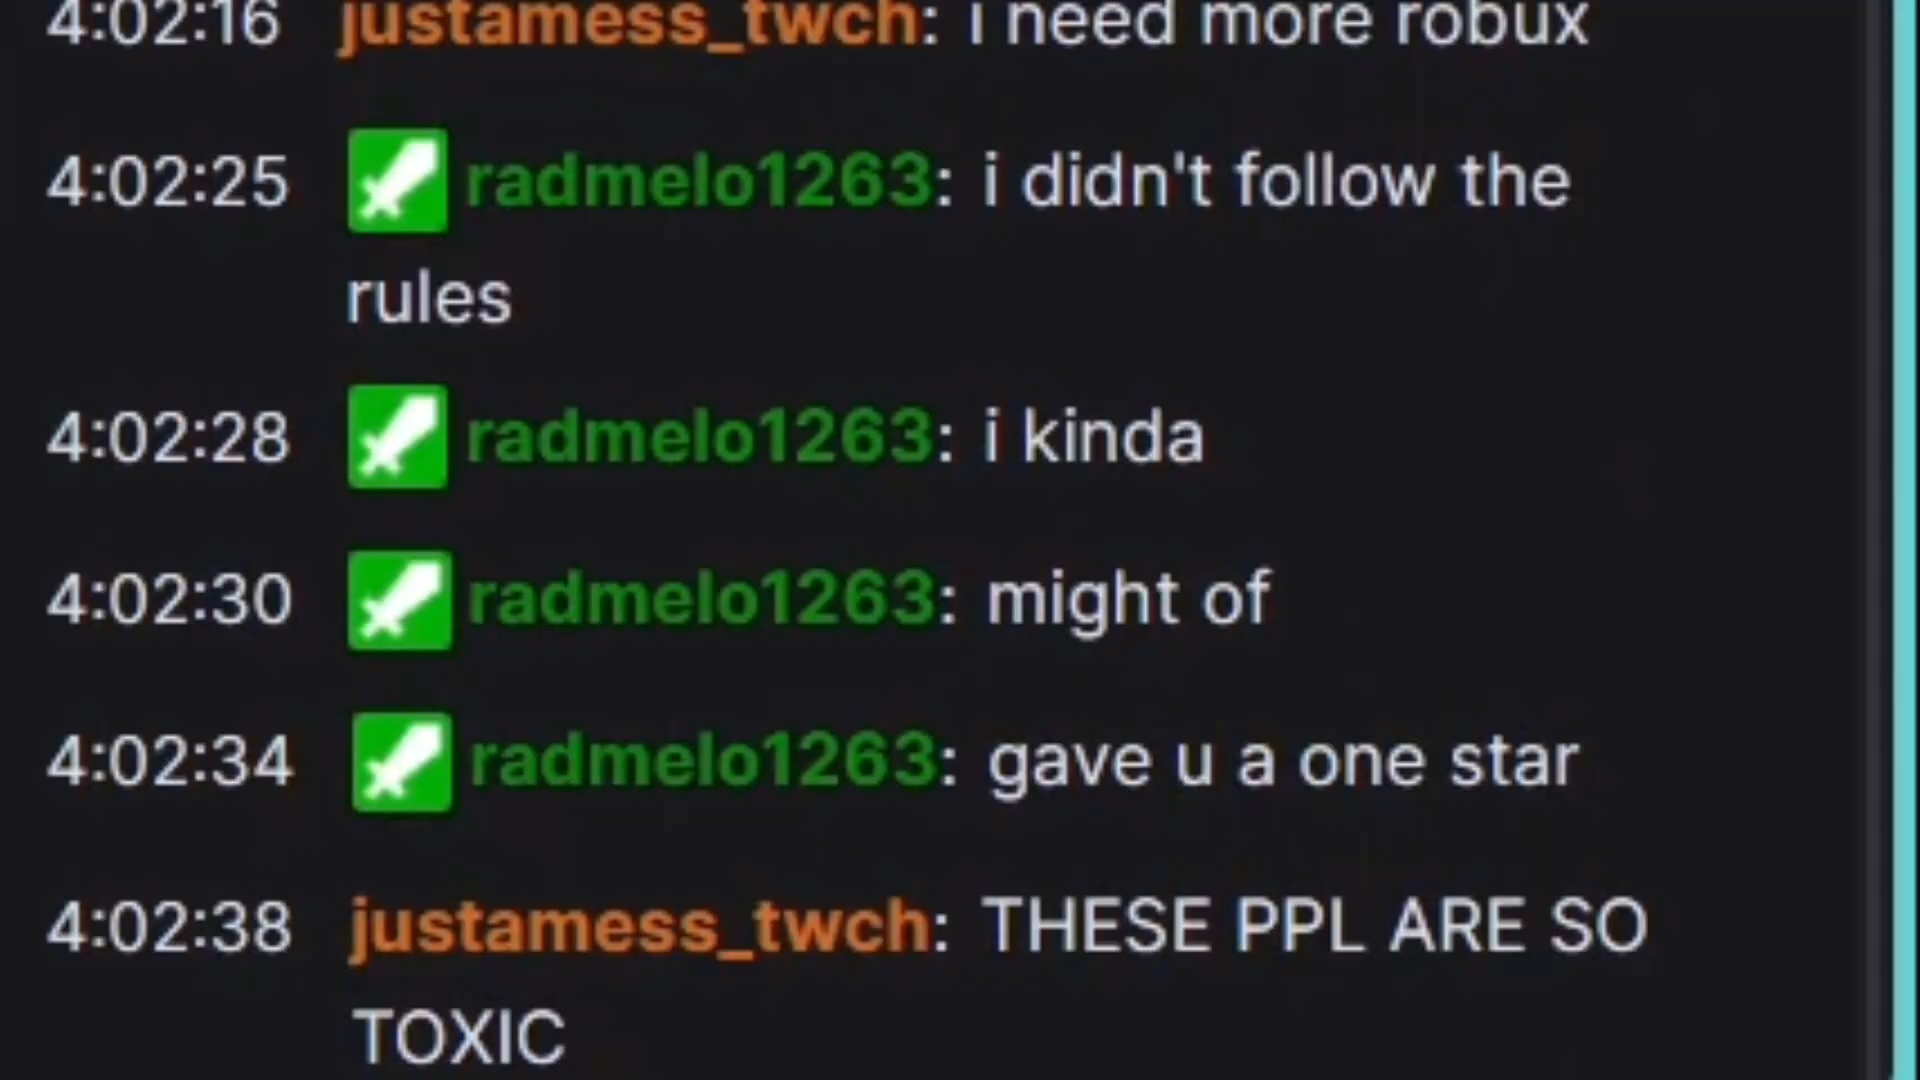 4:02:16 justamess_twch: i need more robux
4:02:25 radmelo1263: i didn't follow the
rules
4:02:28 radmelo1263: i kinda
4:02:30 radmelo1263: might of
4:02:34 radmelo1263: gave u a one star
4:02:38 justamess_twch: THESE PPL ARE SO
TOXIC